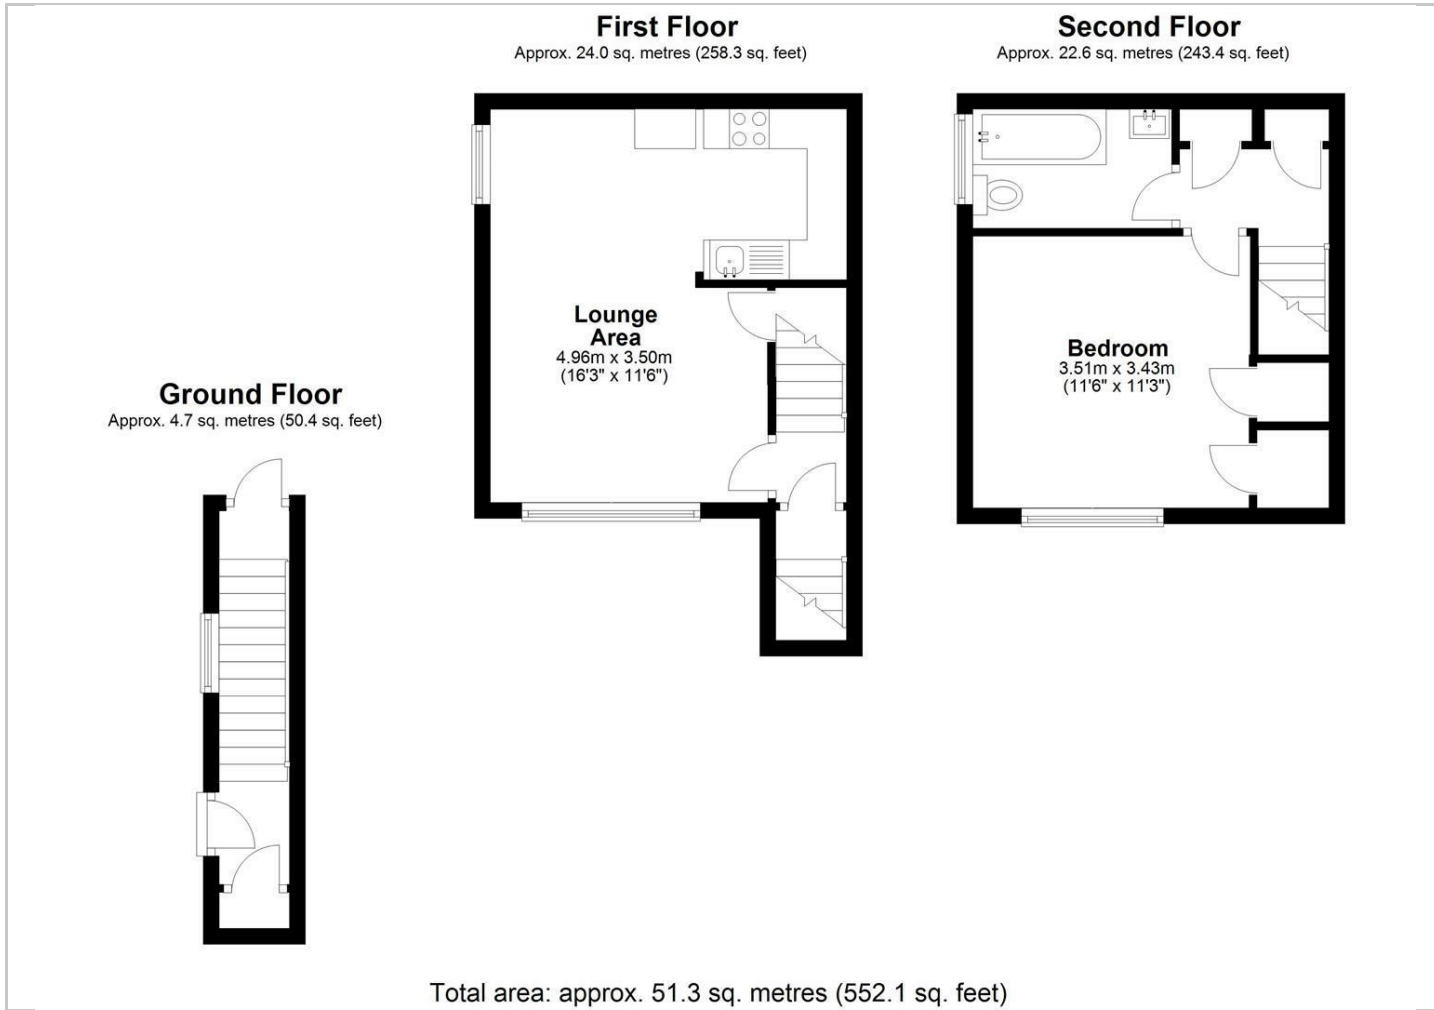 First Floor
Approx. 24.0 sq. metres (258.3 sq. feet)
Second Floor
Approx. 22.6 sq. metres (243.4 sq. feet)
Lounge
Area
4.96m x 3.50m
(16'3" x 11'6")
Bedroom
3.51m x 3.43m
(11'6" x 11'3")
Ground Floor
Approx. 4.7 sq. metres (50.4 sq. feet)
Total area: approx. 51.3 sq. metres (552.1 sq. feet)